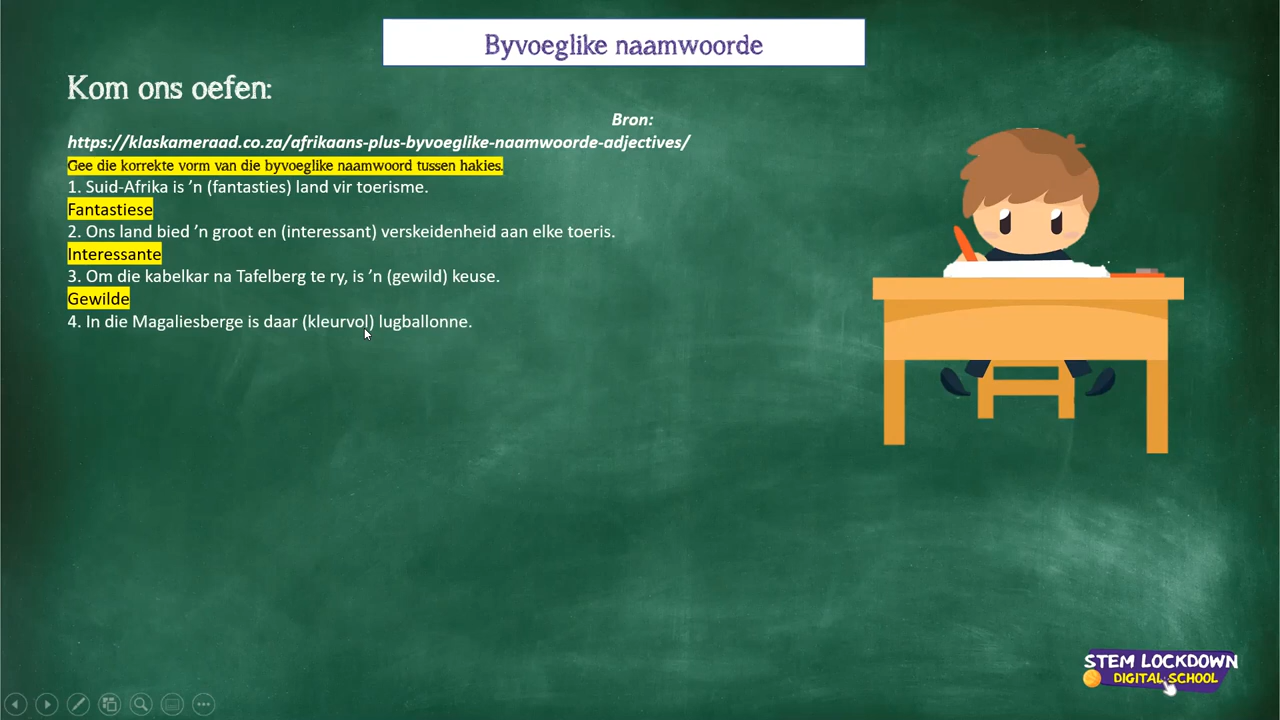 Byvoeglike naamwoorde
Kom ons oefen:
Bron:
https://klaskameraad.co.za/afrikaans-plus-byvoeglike-naamwoorde-adjectives/
Gee die korrekte vorm van die byvoeglike naamwoord tussen hakies.
1. Suid-Afrika is ’n (fantasties) land vir toerisme.
Fantastiese
2. Ons land bied ’n groot en (interessant) verskeidenheid aan elke toeris.
Interessante
3. Om die kabelkar na Tafelberg te ry, is ’n (gewild) keuse.
Gewilde
4. In die Magaliesberge is daar (kleurvol) lugballonne.
STEM LOCKDOWN
DIGITAL SCHOOL